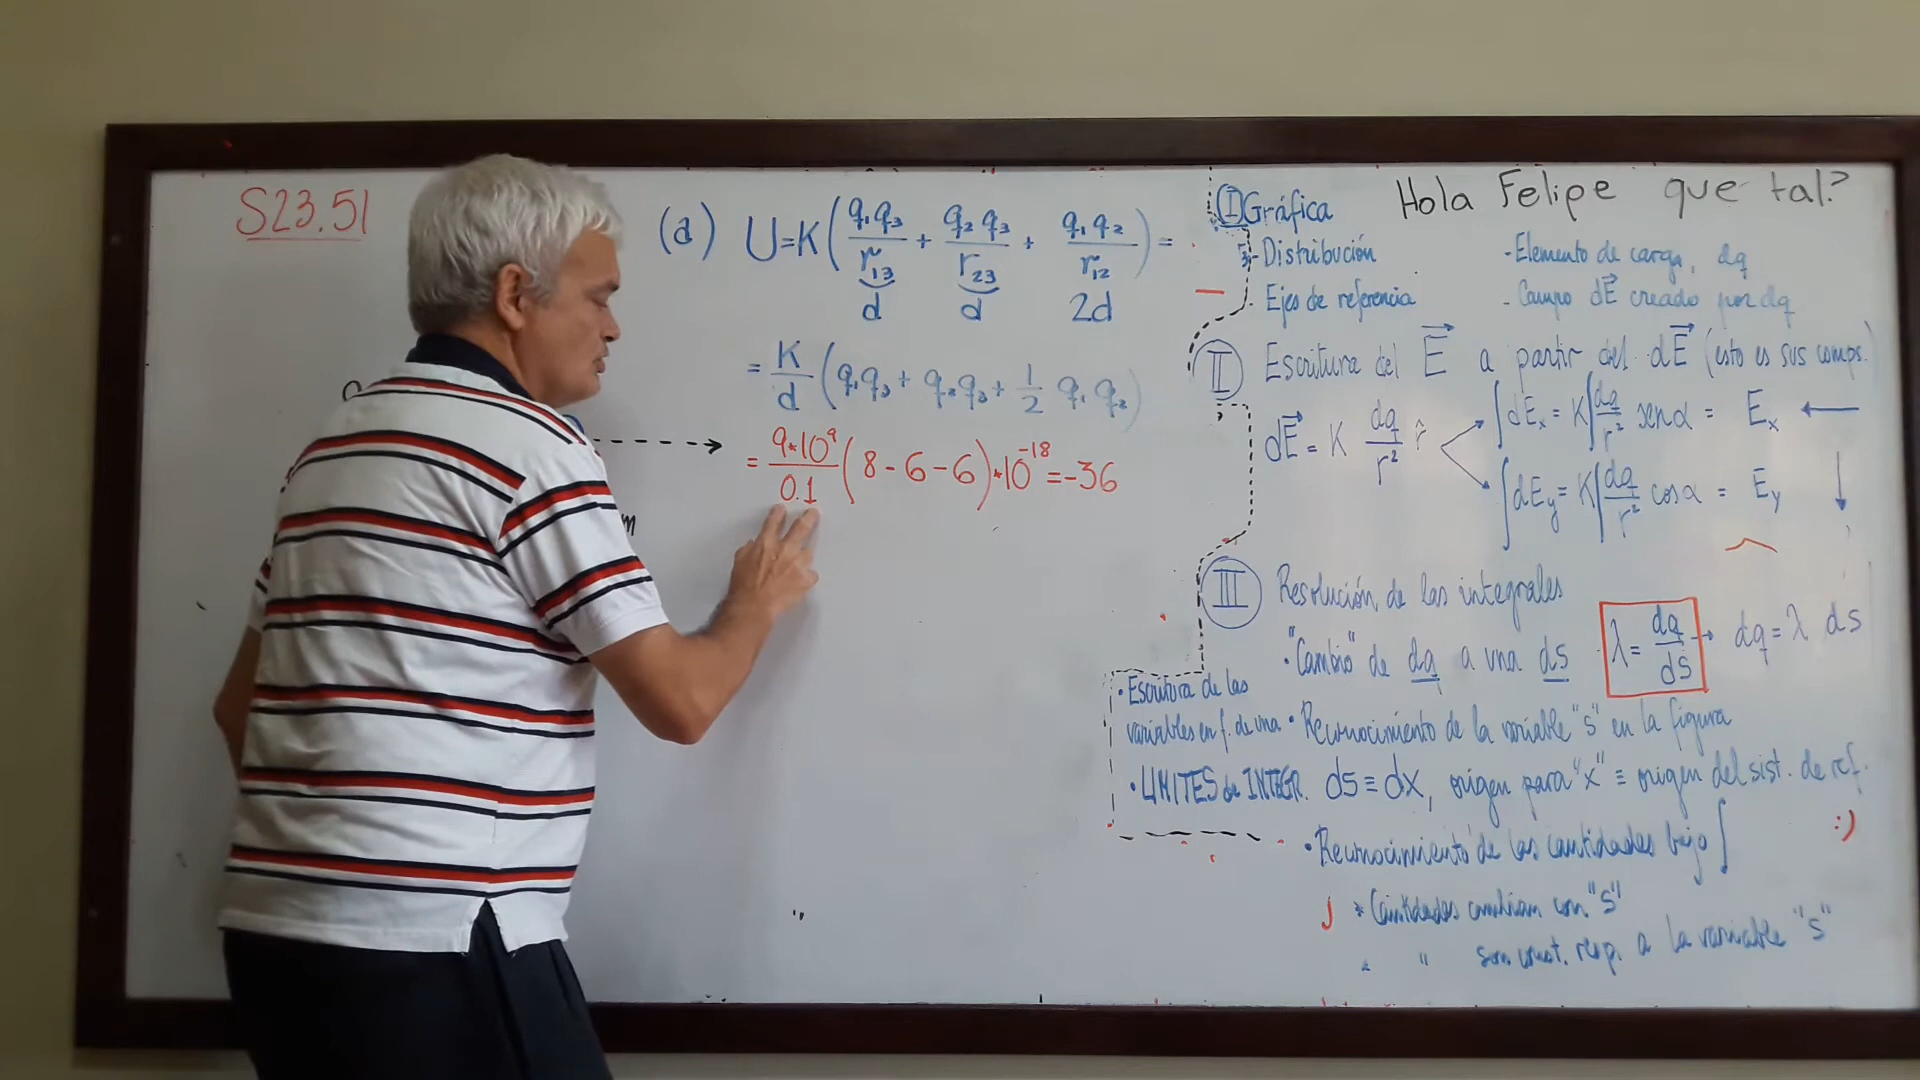 S23.51
(a) U=K(q₁q₃/r₁₃ + q₂q₃/r₂₃ + q₁q₂/r₁₂) =
d d 2d
= K/d (q₁q₃ + q₂q₃ + 1/2 q₁q₂)
= 9*10⁹/0.1 (8-6-6)*10⁻¹⁸ = -36
m
Hola Felipe que tal?
I Gráfica
- Distribución
- Ejes de referencia
- Elemento de carga, dq
- Campo dE⃗ creado por dq
II Escritura del E⃗ a partir del dE⃗ (esto es sus comps.)
dE⃗ = K dq/r² r̂
∫dEx = K∫dq/r² senα = Ex
∫dEy = K∫dq/r² cosα = Ey
III Resolución de las integrales
• "Cambio" de dq a una ds
λ = dq/ds → dq = λ ds
• Escritura de las
variables en f. de una
• Reconocimiento de la variable "s" en la figura
• LIMITES de INTEGR.
ds ≡ dx, origen para "x" ≡ origen del sist. de ref.
• Reconocimiento de las cantidades bajo ∫
:)
* Cantidades cambian con "s"
" " son const. resp. a la variable "s"